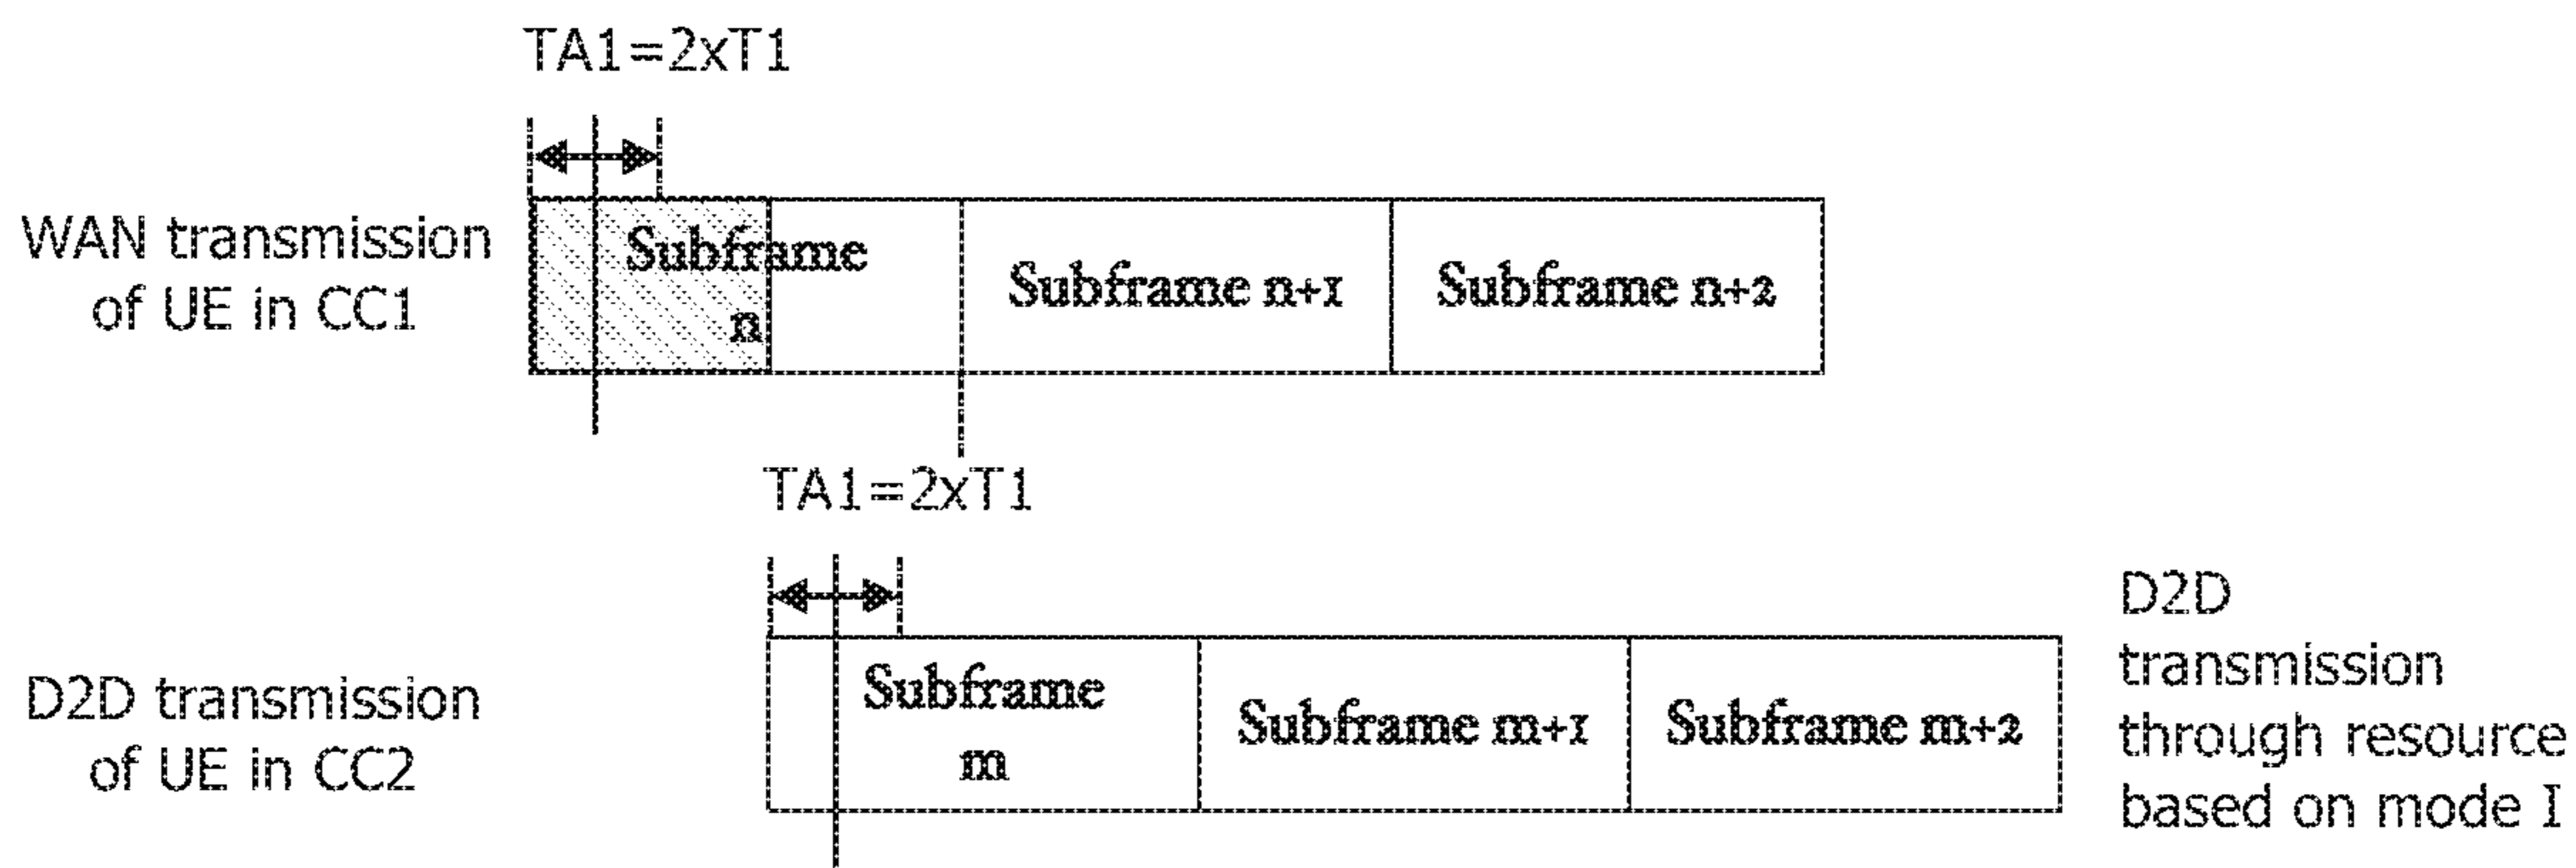 TA1=2xT1
WAN transmission
of UE in CC1
Subframe
n
Subframe n+1
Subframe n+2
TA1=2xT1
D2D transmission
of UE in CC2
Subframe
m
Subframe m+1
Subframe m+2
D2D
transmission
through resource
based on mode I